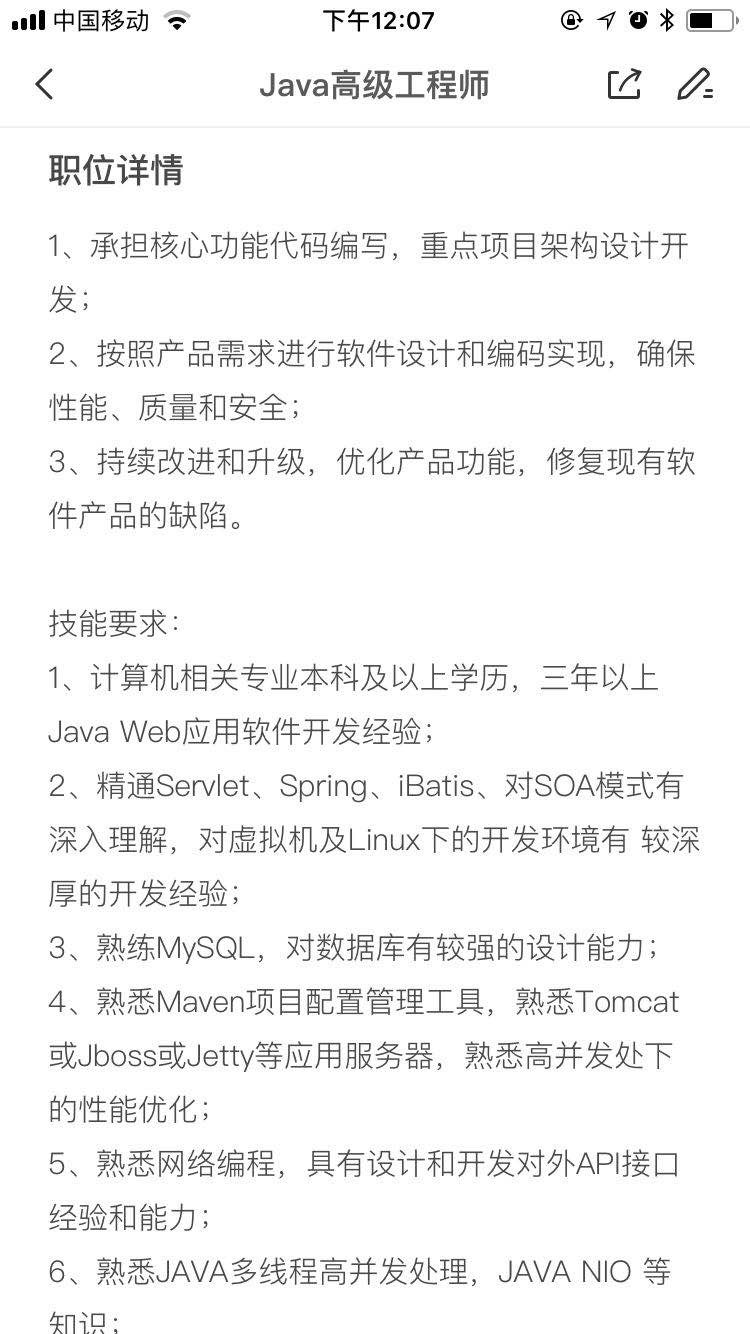 中国移动
下午12:07
Java高级工程师
职位详情
1、承担核心功能代码编写，重点项目架构设计开
发；
2、按照产品需求进行软件设计和编码实现，确保
性能、质量和安全；
3、持续改进和升级，优化产品功能，修复现有软
件产品的缺陷。
技能要求：
1、计算机相关专业本科及以上学历，三年以上
Java Web应用软件开发经验；
2、精通Servlet、Spring、iBatis、对SOA模式有
深入理解，对虚拟机及Linux下的开发环境有 较深
厚的开发经验；
3、熟练MySQL，对数据库有较强的设计能力；
4、熟悉Maven项目配置管理工具，熟悉Tomcat
或Jboss或Jetty等应用服务器，熟悉高并发处下
的性能优化；
5、熟悉网络编程，具有设计和开发对外API接口
经验和能力；
6、熟悉JAVA多线程高并发处理，JAVA NIO 等
知识；